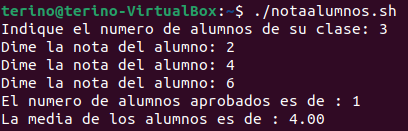 terino@terino-VirtualBox:~$ ./notaalumnos.sh
Indique el numero de alumnos de su clase: 3
Dime la nota del alumno: 2
Dime la nota del alumno: 4
Dime la nota del alumno: 6
El numero de alumnos aprobados es de : 1
La media de los alumnos es de : 4.00